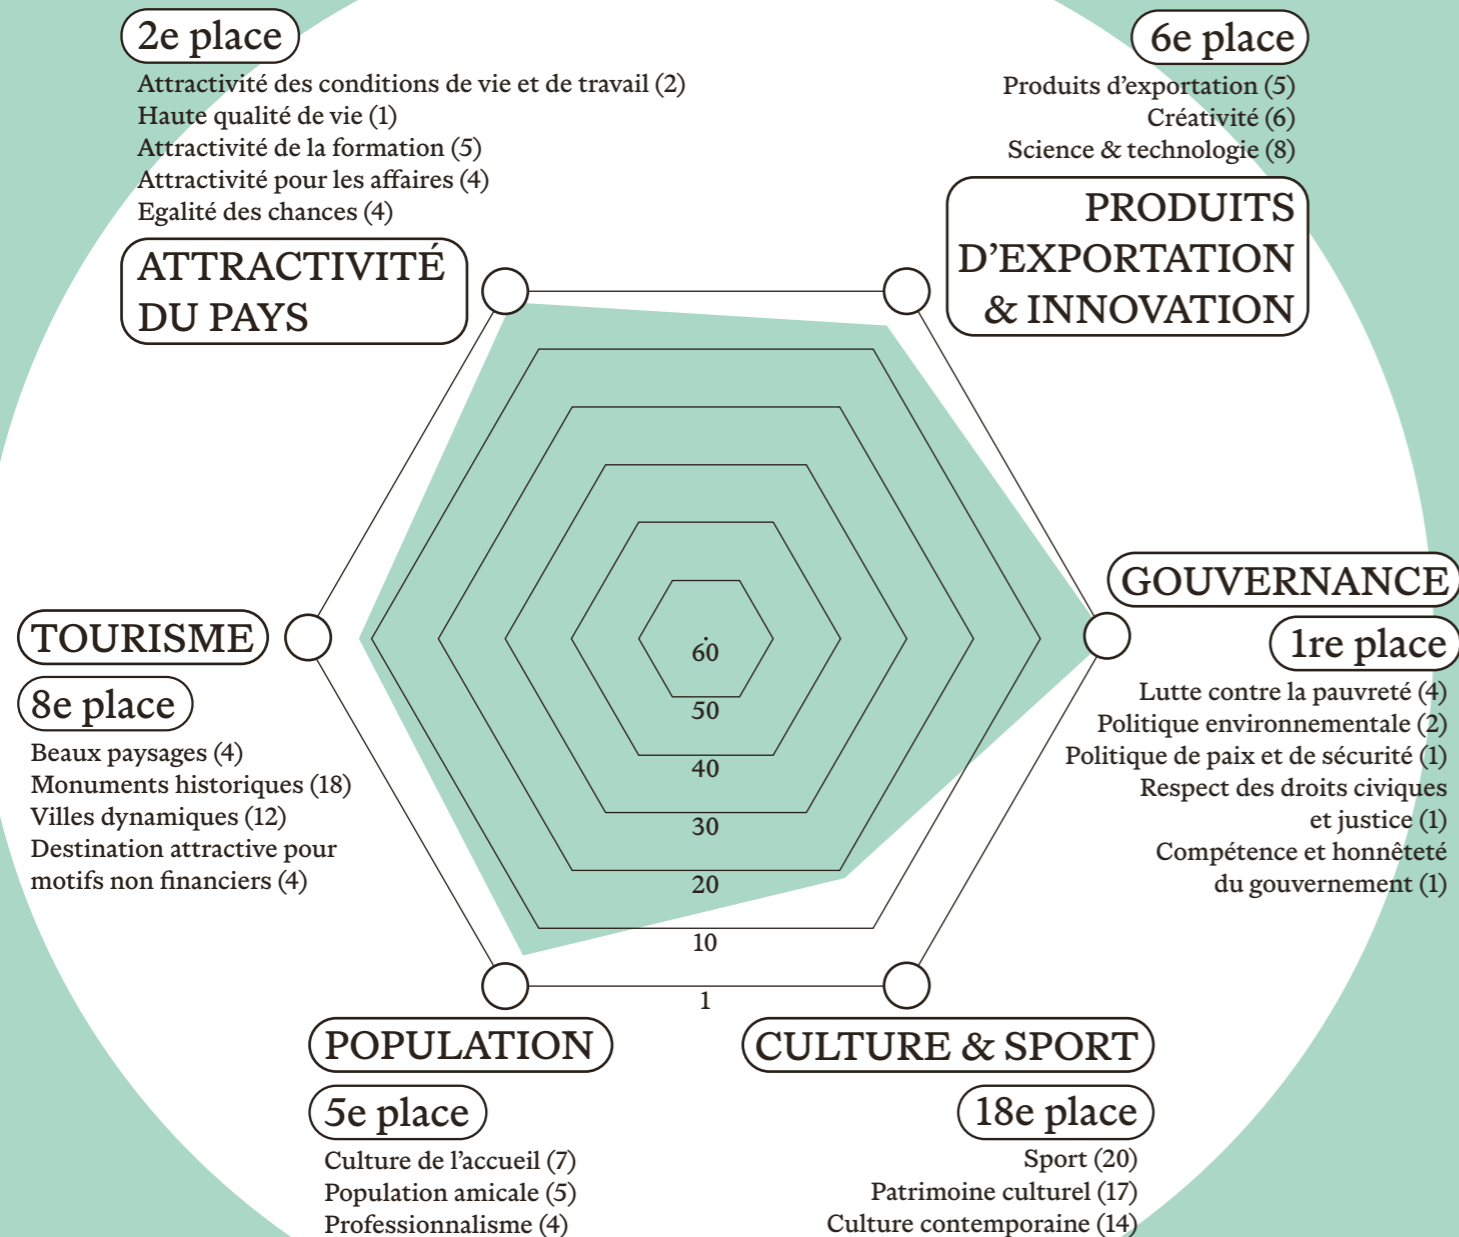 2e place
Attractivité des conditions de vie et de travail (2)
Haute qualité de vie (1)
Attractivité de la formation (5)
Attractivité pour les affaires (4)
Egalité des chances (4)
ATTRACTIVITÉ
DU PAYS
6e place
Produits d’exportation (5)
Créativité (6)
Science & technologie (8)
PRODUITS
D’EXPORTATION
& INNOVATION
GOUVERNANCE
1re place
Lutte contre la pauvreté (4)
Politique environnementale (2)
Politique de paix et de sécurité (1)
Respect des droits civiques
et justice (1)
Compétence et honnêteté
du gouvernement (1)
TOURISME
8e place
Beaux paysages (4)
Monuments historiques (18)
Villes dynamiques (12)
Destination attractive pour
motifs non financiers (4)
60
50
40
30
20
10
1
POPULATION
5e place
Culture de l’accueil (7)
Population amicale (5)
Professionnalisme (4)
CULTURE & SPORT
18e place
Sport (20)
Patrimoine culturel (17)
Culture contemporaine (14)